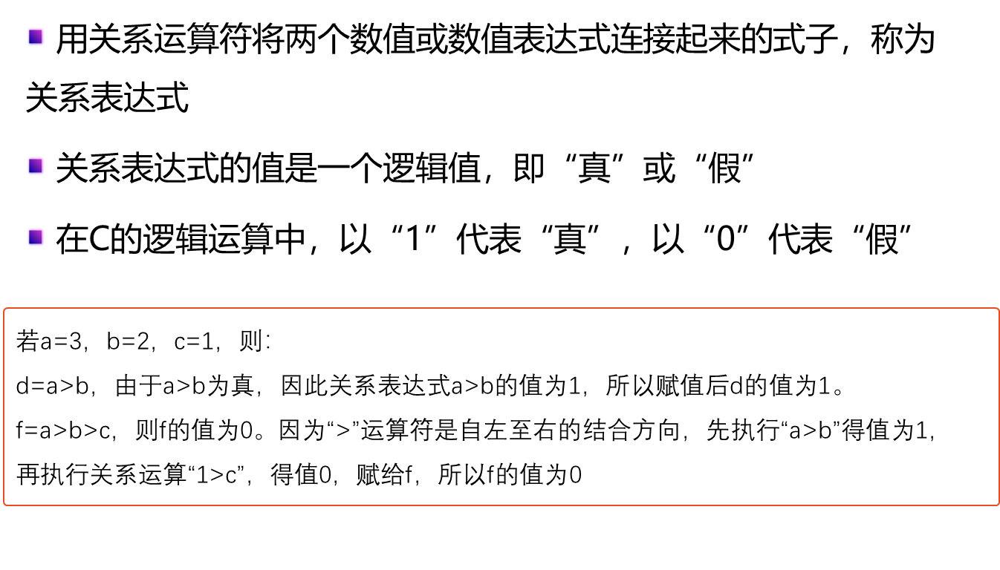 用关系运算符将两个数值或数值表达式连接起来的式子，称为
关系表达式
关系表达式的值是一个逻辑值，即“真”或“假”
在C的逻辑运算中，以“1”代表“真”，以“0”代表“假”
若a=3，b=2，c=1，则：
d=a>b，由于a>b为真，因此关系表达式a>b的值为1，所以赋值后d的值为1。
f=a>b>c，则f的值为0。因为“>”运算符是自左至右的结合方向，先执行“a>b”得值为1，
再执行关系运算“1>c”，得值0，赋给f，所以f的值为0